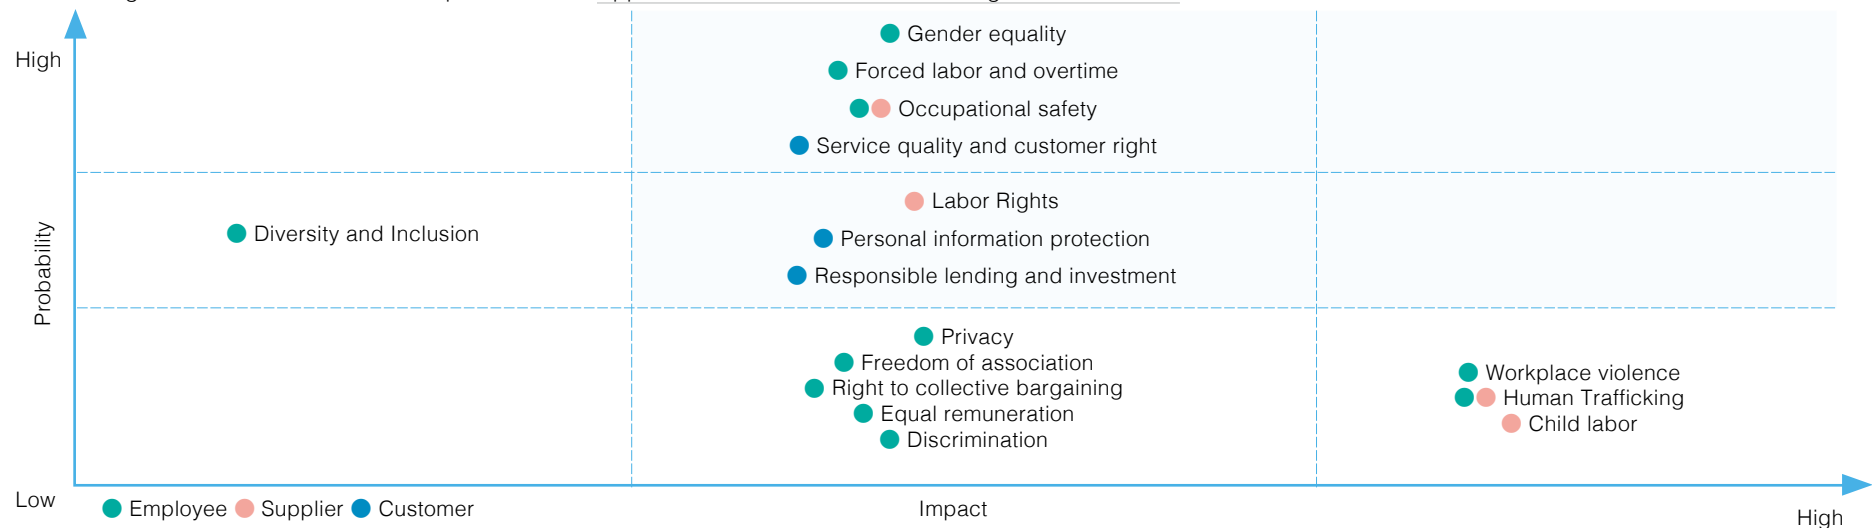 High
Gender equality
Forced labor and overtime
Occupational safety
Service quality and customer right
Probability
Diversity and Inclusion
Labor Rights
Personal information protection
Responsible lending and investment
Privacy
Freedom of association
Right to collective bargaining
Equal remuneration
Discrimination
Workplace violence
Human Trafficking
Child labor
Low
Employee Supplier Customer
Impact
High